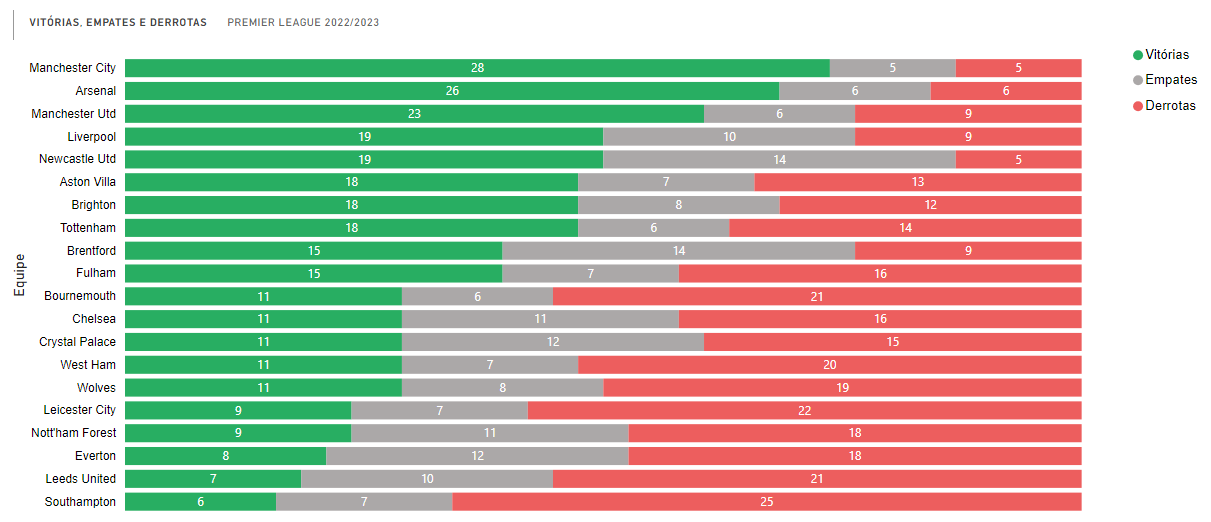 VITÓRIAS, EMPATES E DERROTAS PREMIER LEAGUE 2022/2023
Vitórias
Empates
Derrotas
Equipe
Manchester City 28 5 5
Arsenal 26 6 6
Manchester Utd 23 6 9
Liverpool 19 10 9
Newcastle Utd 19 14 5
Aston Villa 18 7 13
Brighton 18 8 12
Tottenham 18 6 14
Brentford 15 14 9
Fulham 15 7 16
Bournemouth 11 6 21
Chelsea 11 11 16
Crystal Palace 11 12 15
West Ham 11 7 20
Wolves 11 8 19
Leicester City 9 7 22
Nott'ham Forest 9 11 18
Everton 8 12 18
Leeds United 7 10 21
Southampton 6 7 25